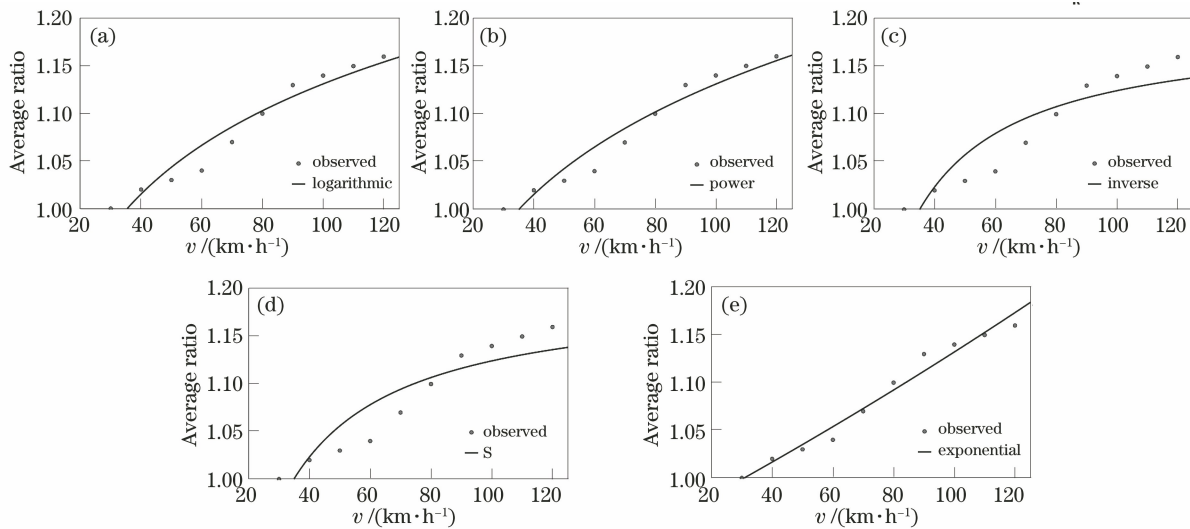 (a)
1.20
1.15
1.10
1.05
1.00
Average ratio
20 40 60 80 100 120
v/(km·h⁻¹)
observed
logarithmic
(b)
1.20
1.15
1.10
1.05
1.00
Average ratio
20 40 60 80 100 120
v/(km·h⁻¹)
observed
power
(c)
1.20
1.15
1.10
1.05
1.00
Average ratio
20 40 60 80 100 120
v/(km·h⁻¹)
observed
inverse
(d)
1.20
1.15
1.10
1.05
1.00
Average ratio
20 40 60 80 100 120
v/(km·h⁻¹)
observed
S
(e)
1.20
1.15
1.10
1.05
1.00
Average ratio
20 40 60 80 100 120
v/(km·h⁻¹)
observed
exponential